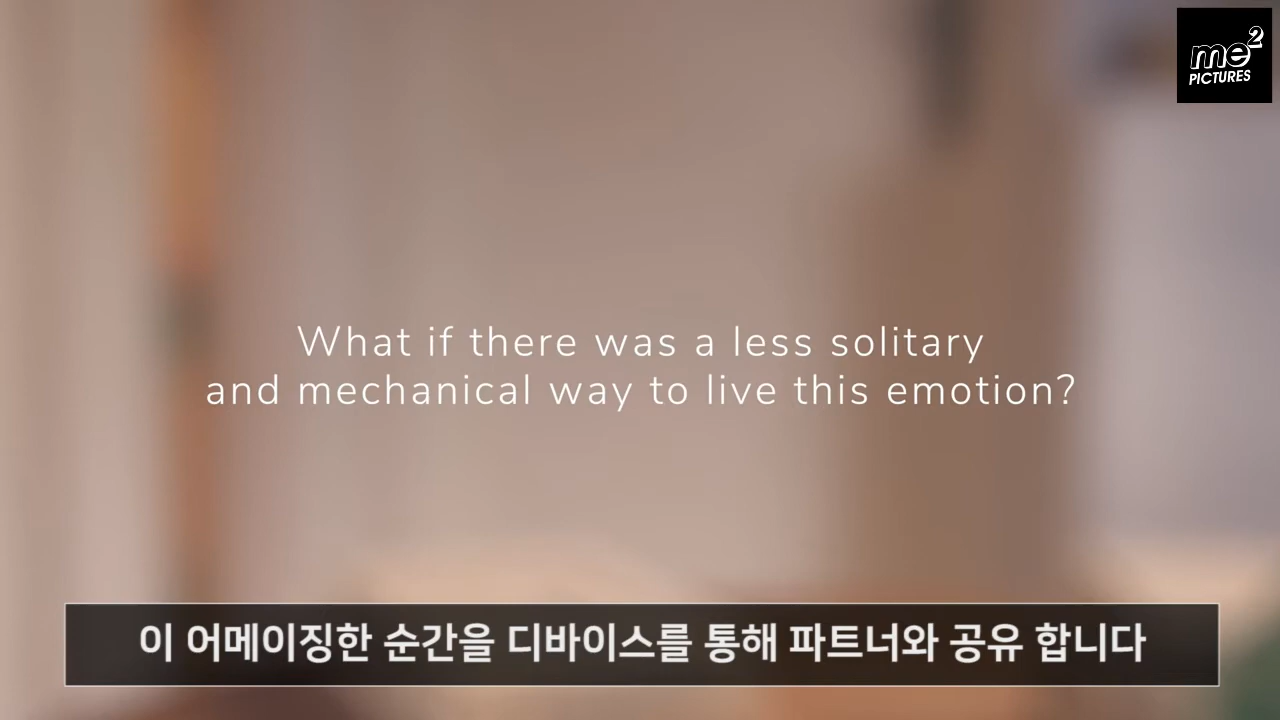 me2
PICTURES
What if there was a less solitary
and mechanical way to live this emotion?
이 어메이징한 순간을 디바이스를 통해 파트너와 공유 합니다